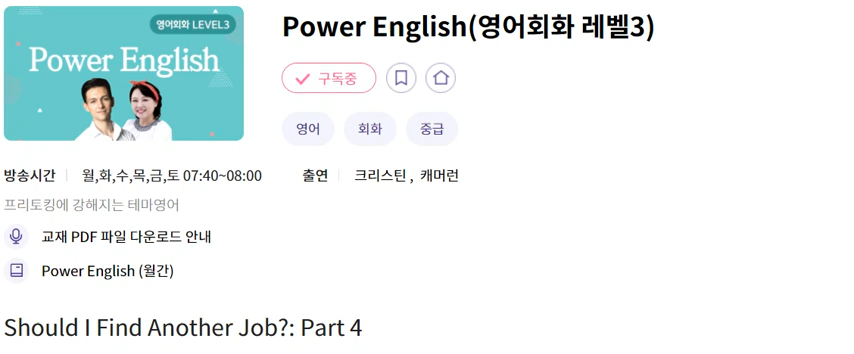 영어회화 LEVEL3
Power English
Power English(영어회화 레벨3)
구독중
영어 회화 중급
방송시간 월,화,수,목,금,토 07:40~08:00 출연 크리스틴 , 캐머런
프리토킹에 강해지는 테마영어
교재 PDF 파일 다운로드 안내
Power English (월간)
Should I Find Another Job?: Part 4